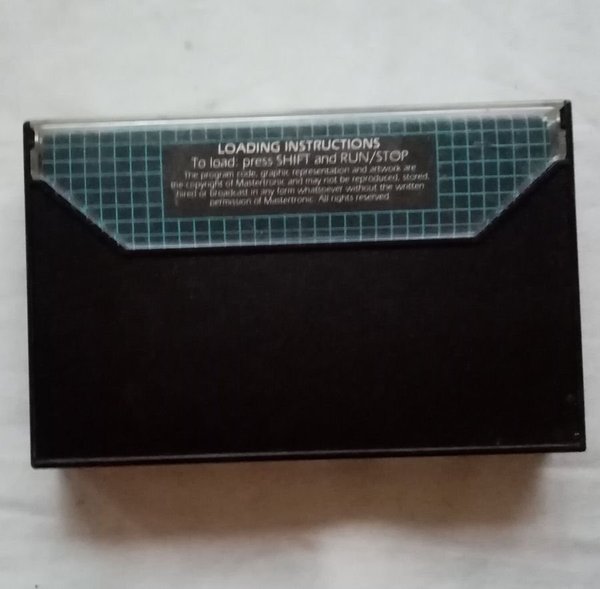 LOADING INSTRUCTIONS
To load: press SHIFT and RUN/STOP
The program code, graphic representation and artwork are
the copyright of Mastertronic and may not be reproduced, stored,
hired or broadcast in any form whatsoever without the written
permission of Mastertronic. All rights reserved.